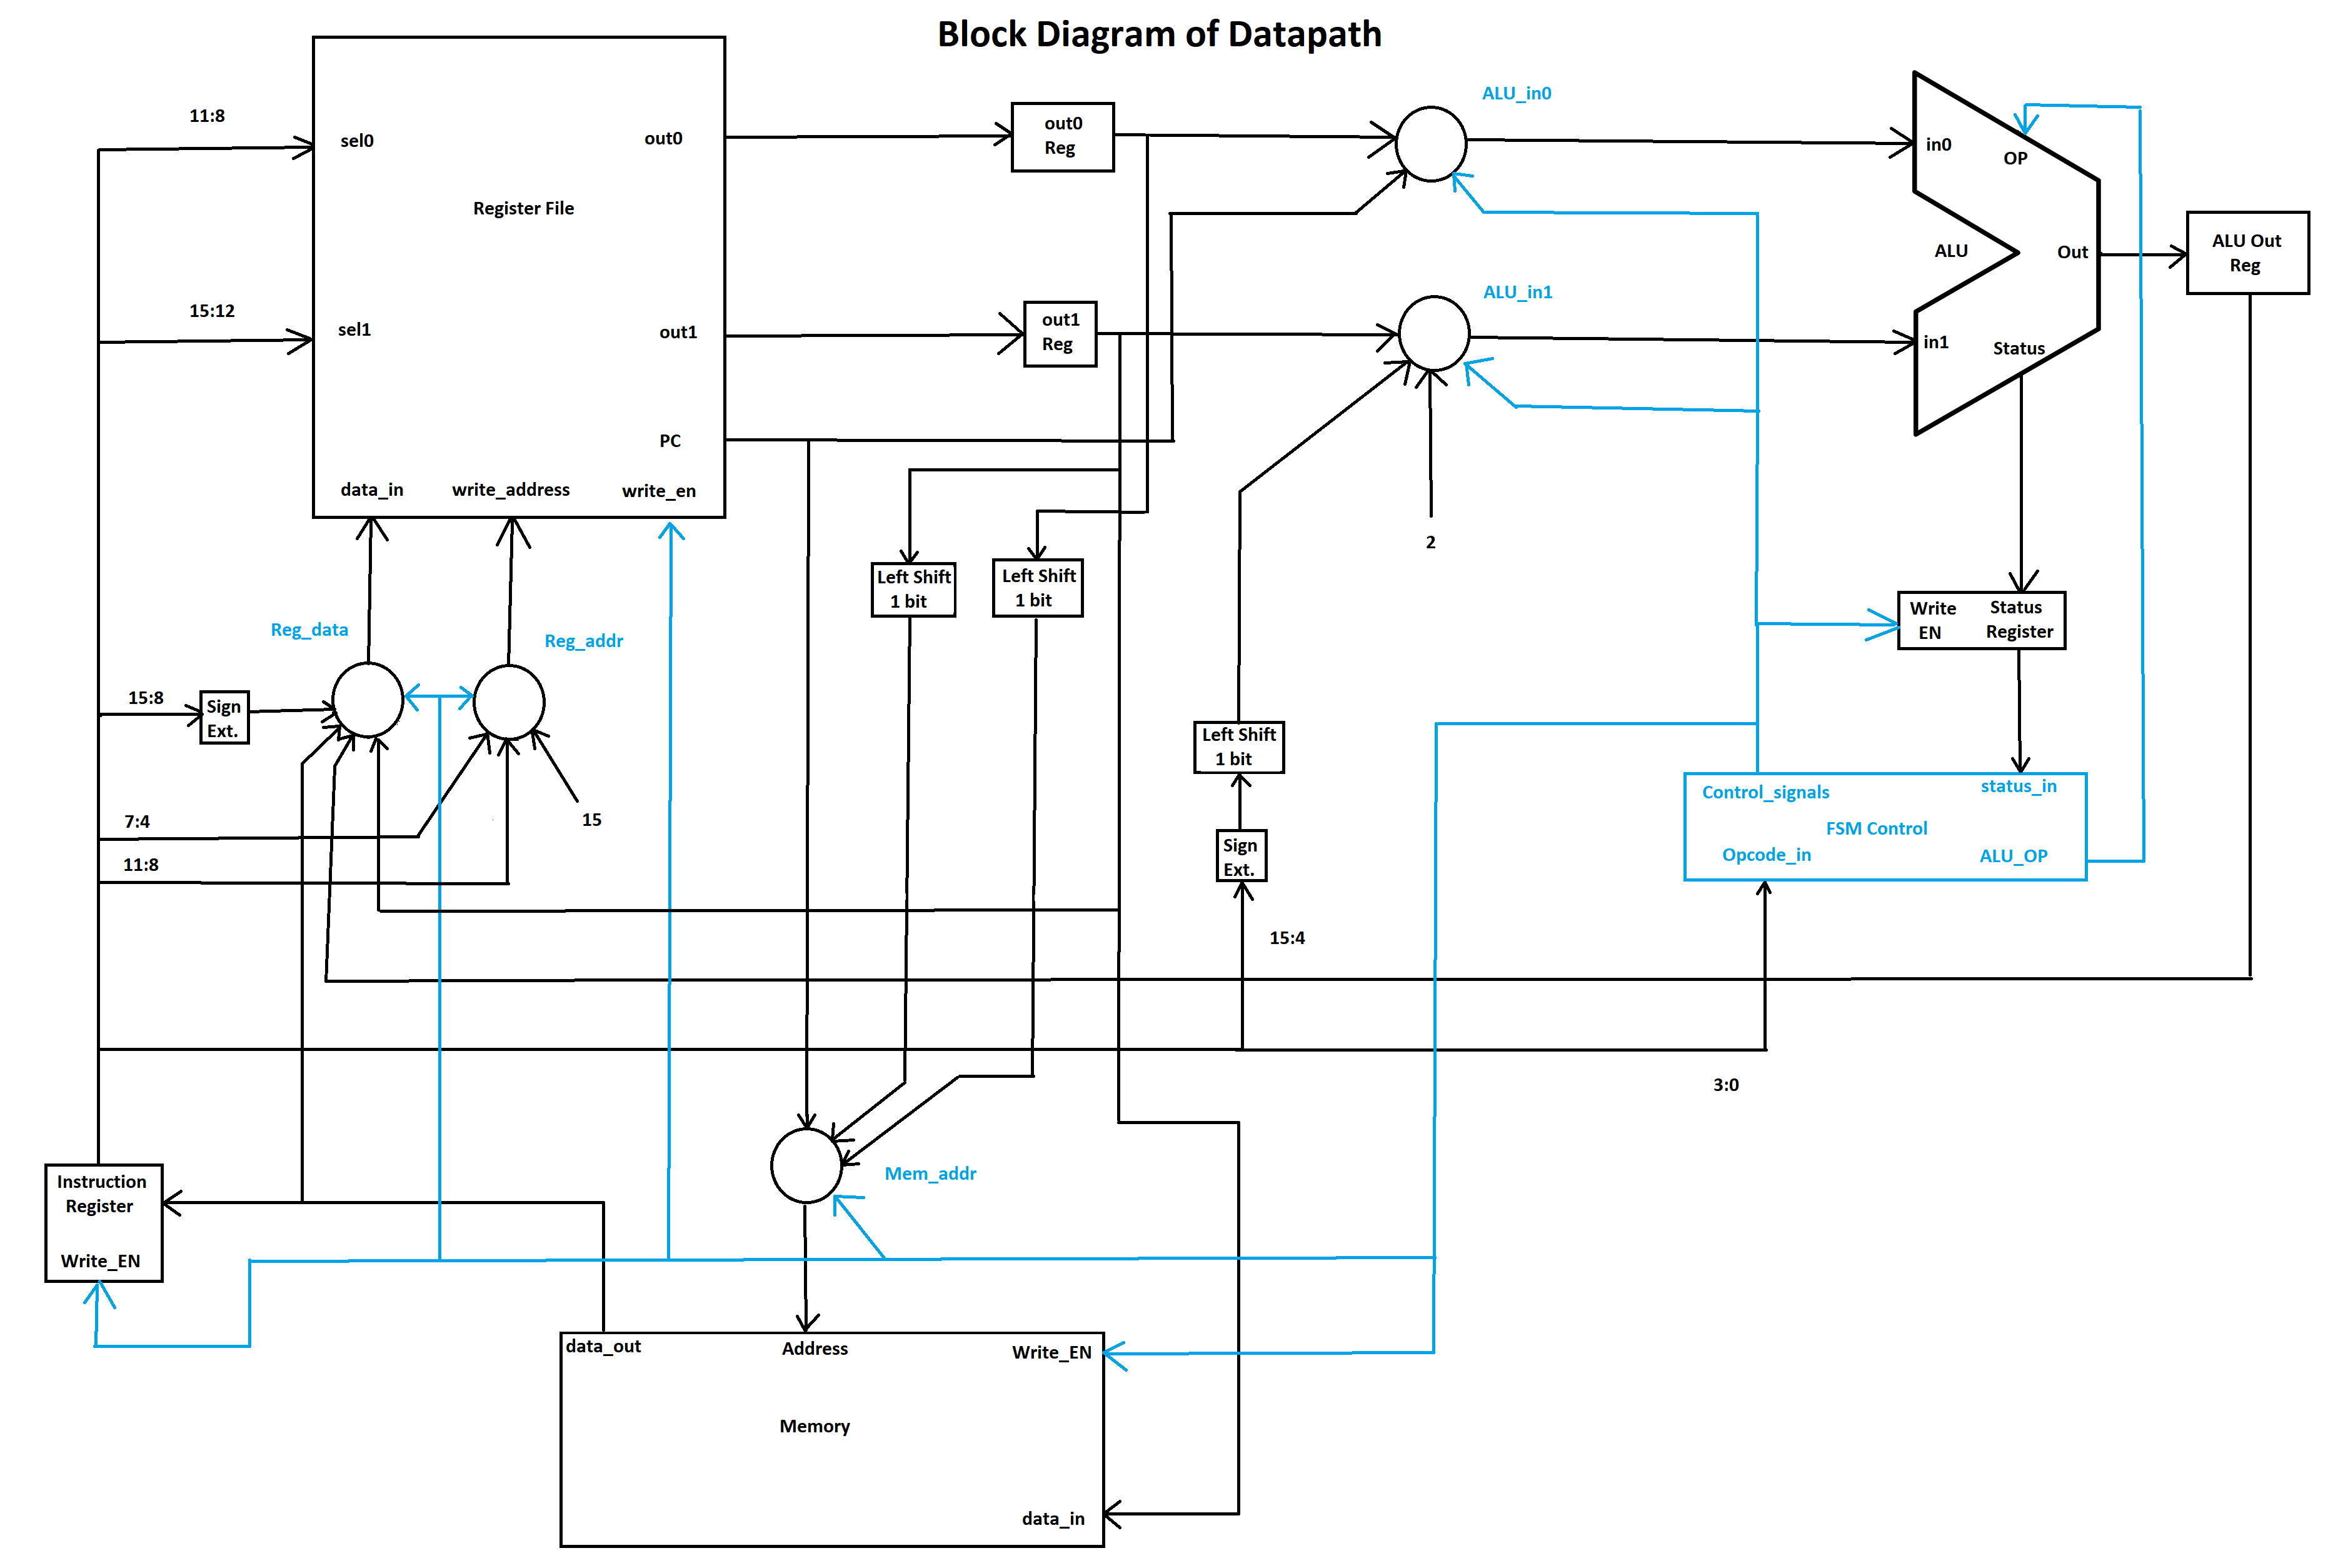 Block Diagram of Datapath
11:8
sel0
out0
Register File
15:12
sel1
out1
PC
data_in
write_address
write_en
out0
Reg
out1
Reg
ALU_in0
ALU_in1
2
in0
OP
ALU
Out
in1
Status
ALU Out
Reg
Left Shift
1 bit
Left Shift
1 bit
Write
EN
Status
Register
Reg_data
Reg_addr
15:8
Sign
Ext.
7:4
11:8
15
Left Shift
1 bit
Sign
Ext.
15:4
Control_signals
status_in
FSM Control
Opcode_in
ALU_OP
3:0
Instruction
Register
Write_EN
Mem_addr
data_out
Address
Write_EN
Memory
data_in